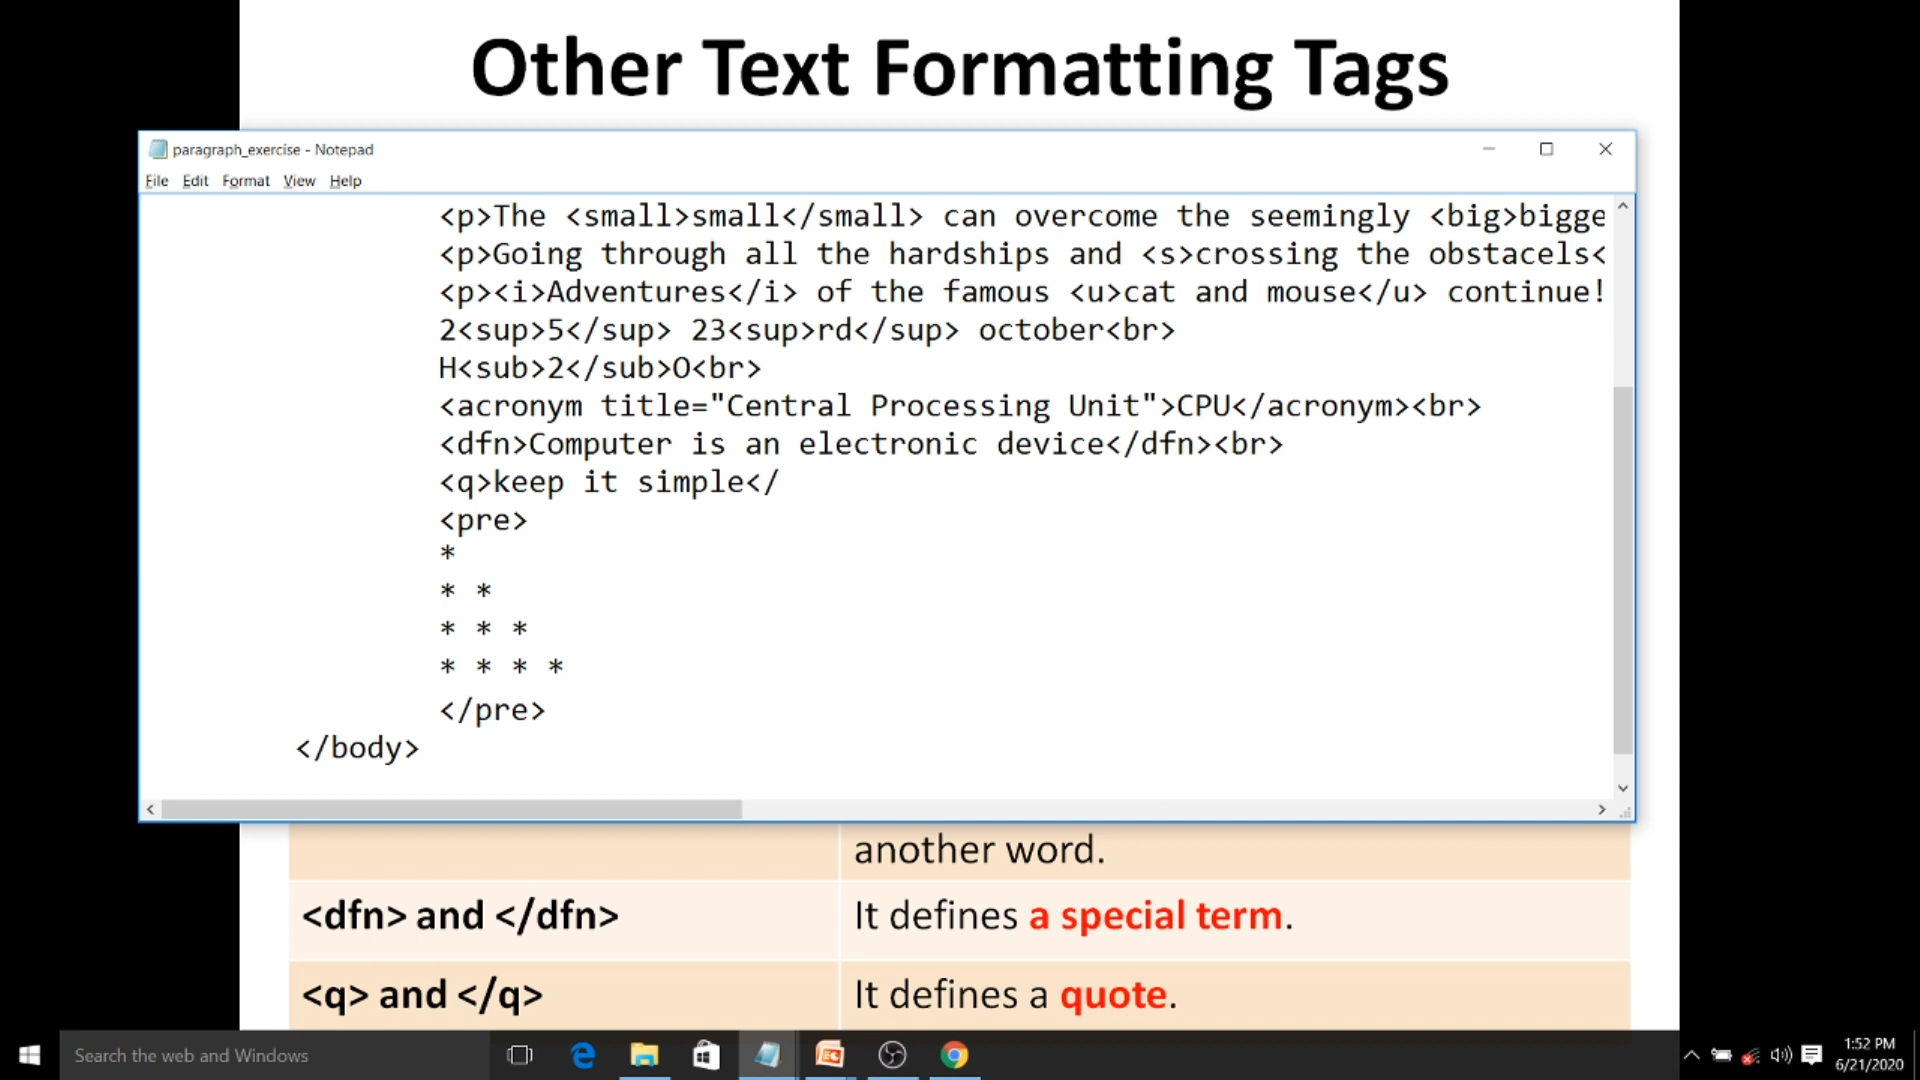 Other Text Formatting Tags
paragraph_exercise - Notepad
File Edit Format View Help
<p>The <small>small</small> can overcome the seemingly <big>bigge
<p>Going through all the hardships and <s>crossing the obstacels<
<p><i>Adventures</i> of the famous <u>cat and mouse</u> continue!
2<sup>5</sup> 23<sup>rd</sup> october<br>
H<sub>2</sub>O<br>
<acronym title="Central Processing Unit">CPU</acronym><br>
<dfn>Computer is an electronic device</dfn><br>
<q>keep it simple</
<pre>
*
* *
* * *
* * * *
</pre>
</body>
another word.
<dfn> and </dfn> It defines a special term.
<q> and </q> It defines a quote.
Search the web and Windows
1:52 PM
6/21/2020